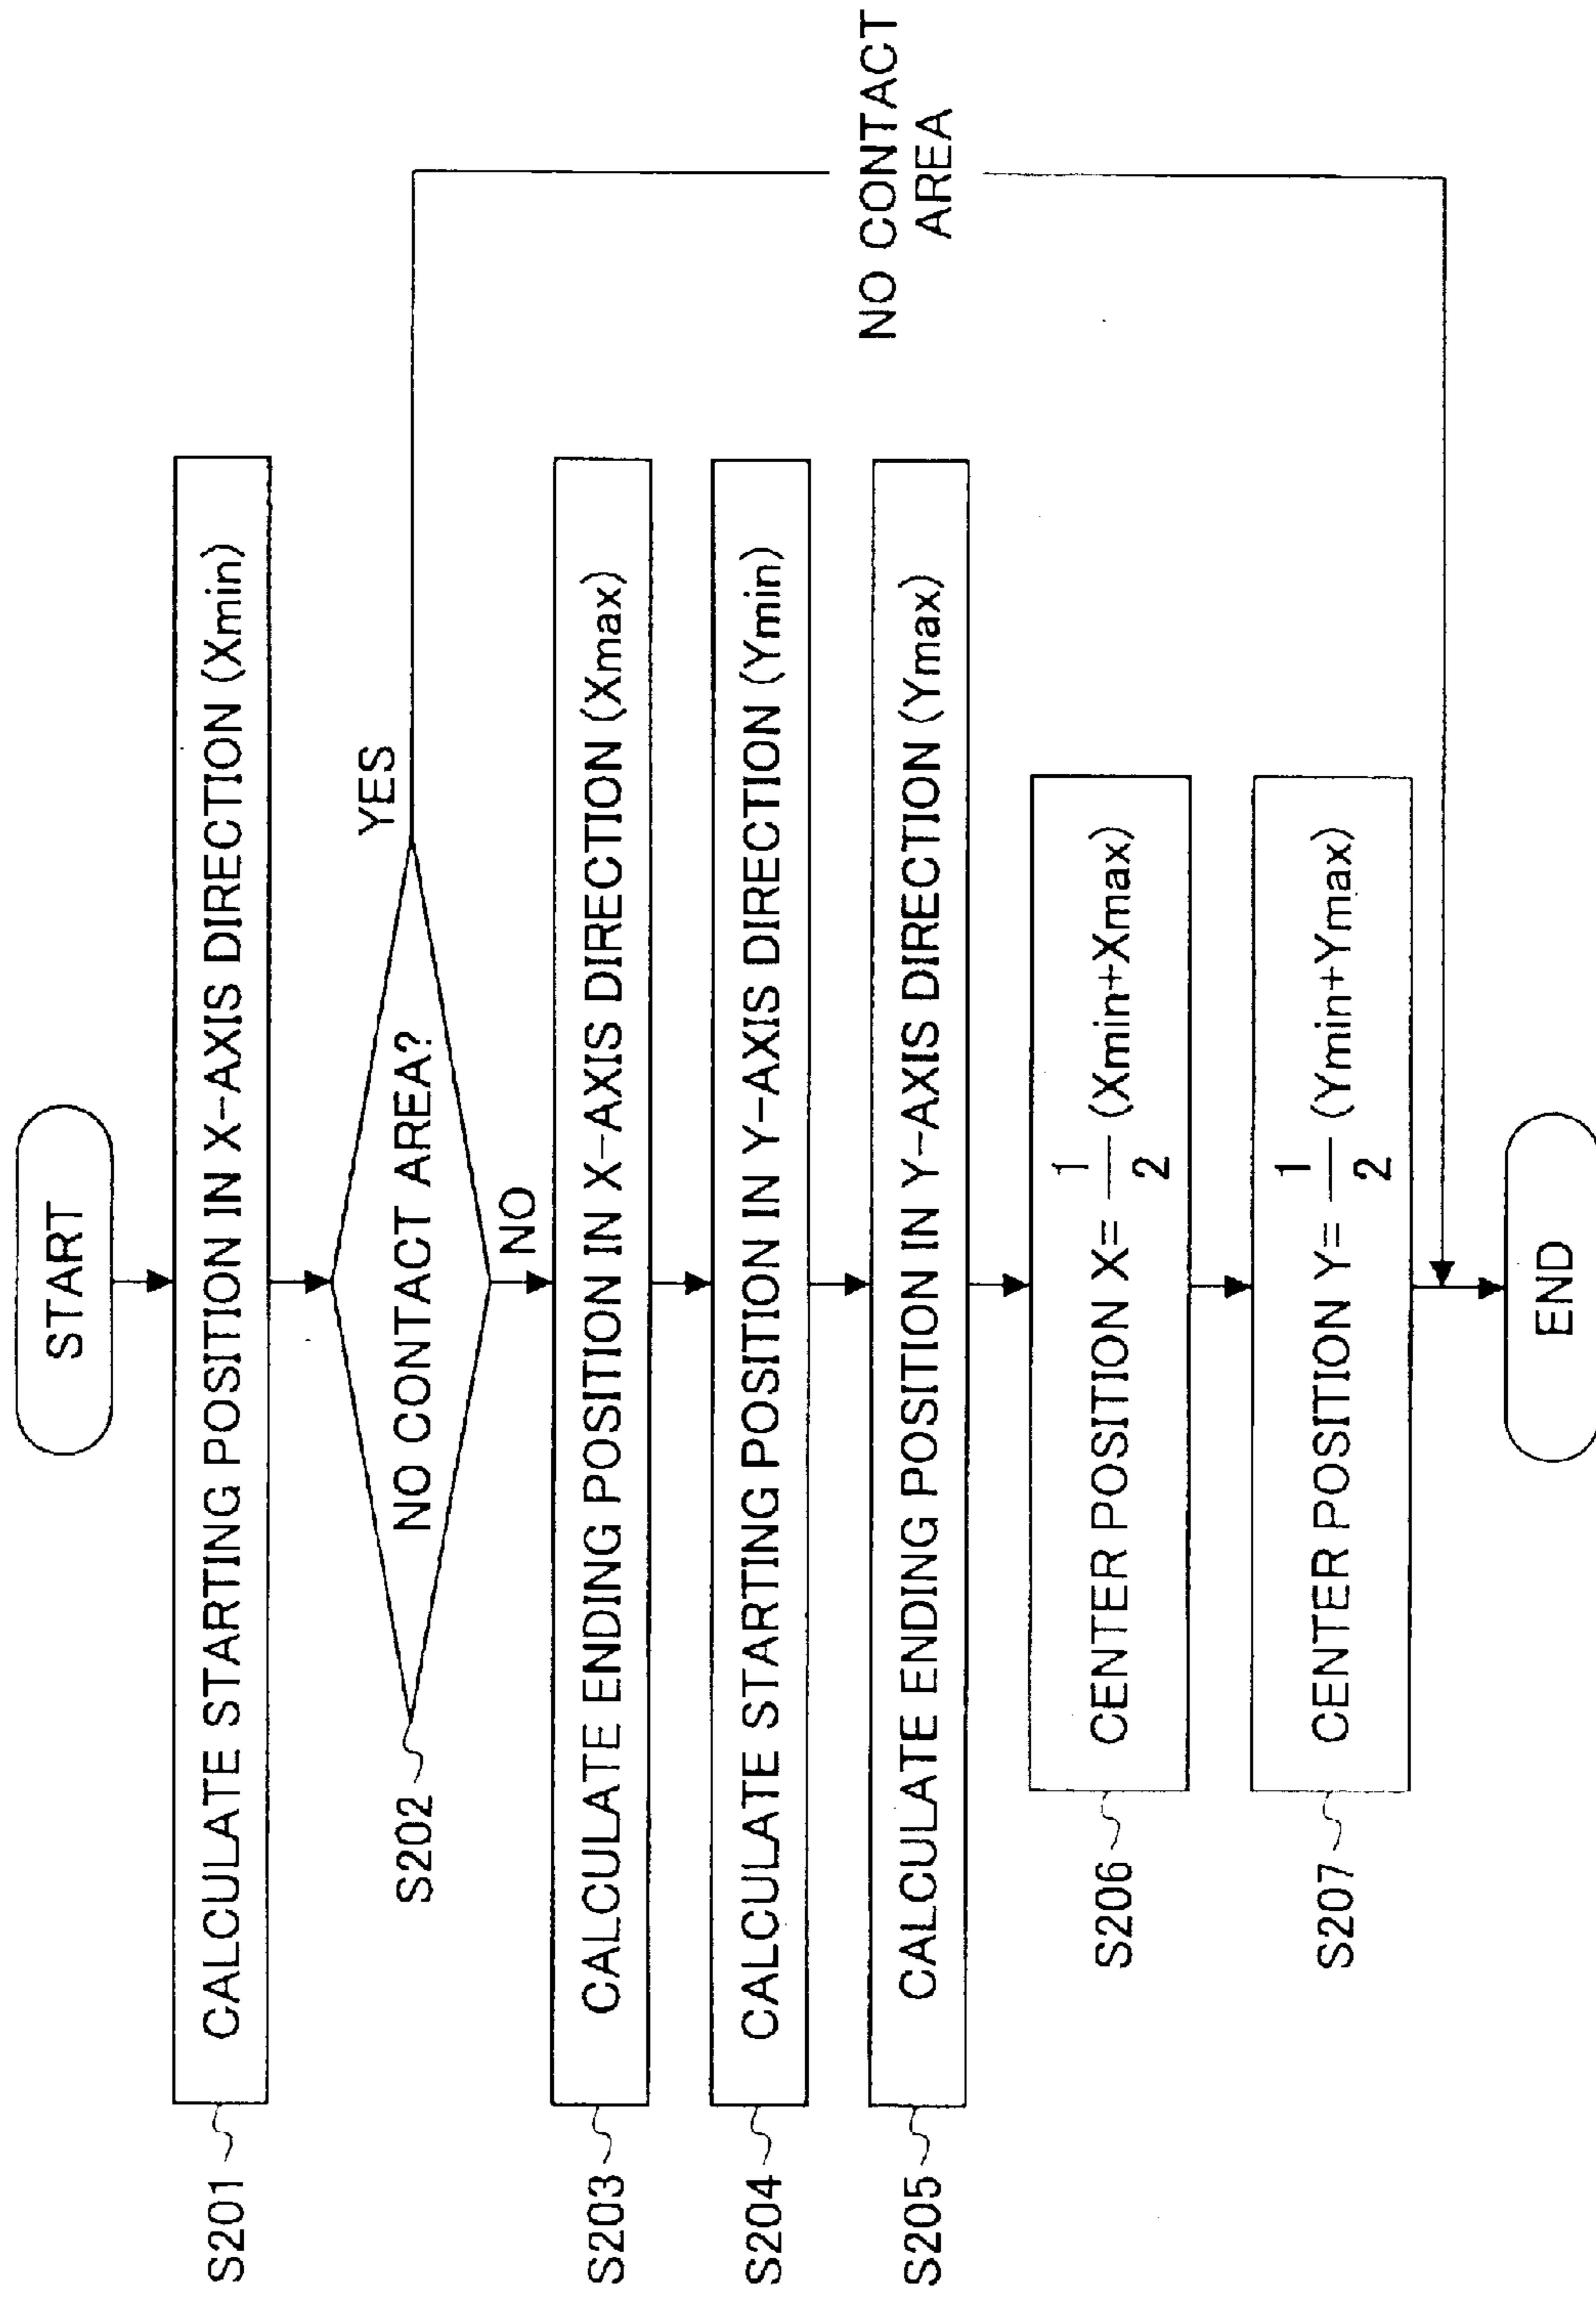 START
S201
CALCULATE STARTING POSITION IN X-AXIS DIRECTION (Xmin)
S202
NO CONTACT AREA?
YES
NO
S203
CALCULATE ENDING POSITION IN X-AXIS DIRECTION (Xmax)
S204
CALCULATE STARTING POSITION IN Y-AXIS DIRECTION (Ymin)
NO CONTACT
AREA
S205
CALCULATE ENDING POSITION IN Y-AXIS DIRECTION (Ymax)
S206
CENTER POSITION X= 1/2 (Xmin+Xmax)
S207
CENTER POSITION Y= 1/2 (Ymin+Ymax)
END